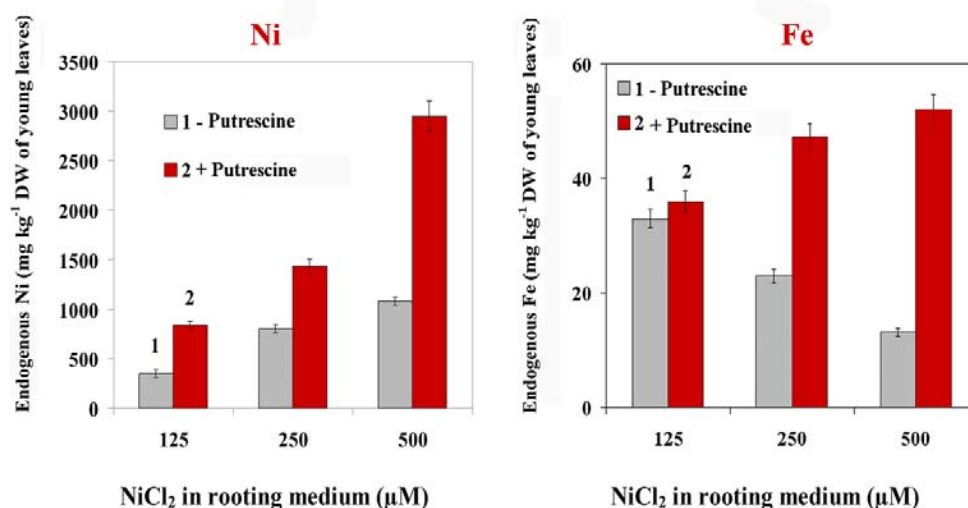 Ni
Endogenous Ni (mg kg⁻¹ DW of young leaves)
3500
3000
2500
2000
1500
1000
500
0
1 - Putrescine
2 + Putrescine
1
2
125
250
500
NiCl₂ in rooting medium (µM)
Fe
Endogenous Fe (mg kg⁻¹ DW of young leaves)
60
40
20
0
1 - Putrescine
2 + Putrescine
1
2
125
250
500
NiCl₂ in rooting medium (µM)